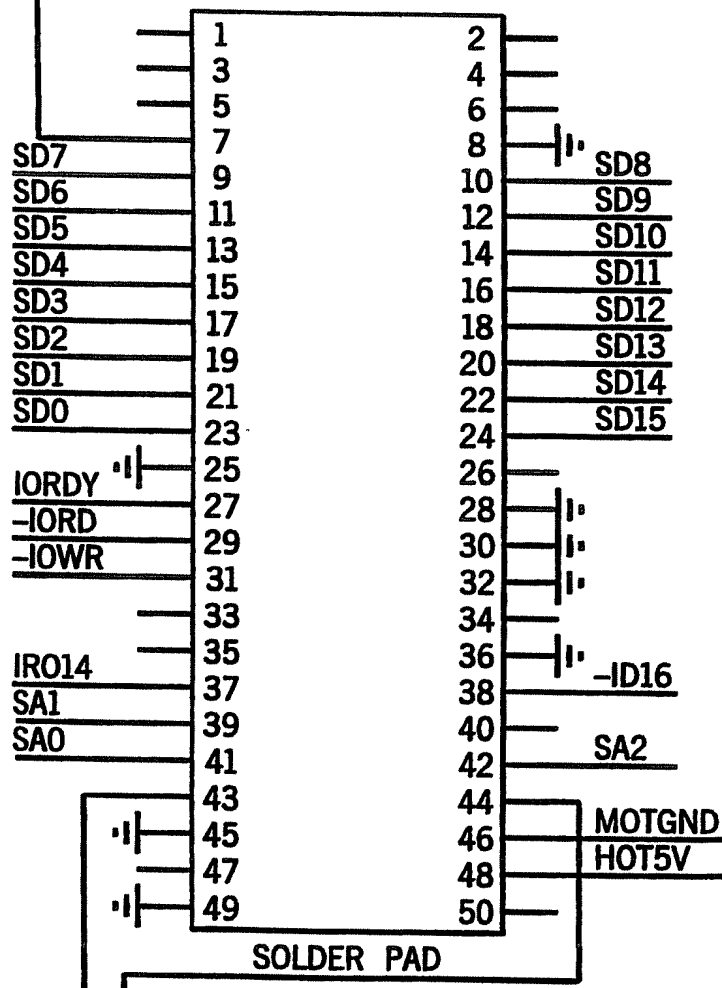 1 2
3 4
5 6
7 8
SD7 9 10 SD8
SD6 11 12 SD9
SD5 13 14 SD10
SD4 15 16 SD11
SD3 17 18 SD12
SD2 19 20 SD13
SD1 21 22 SD14
SD0 23 24 SD15
25 26
IORDY 27 28
-IORD 29 30
-IOWR 31 32
33 34
35 36
IRO14 37 38 -ID16
SA1 39 40
SA0 41 42 SA2
43 44
45 46 MOTGND
47 48 HOT5V
49 50
SOLDER PAD